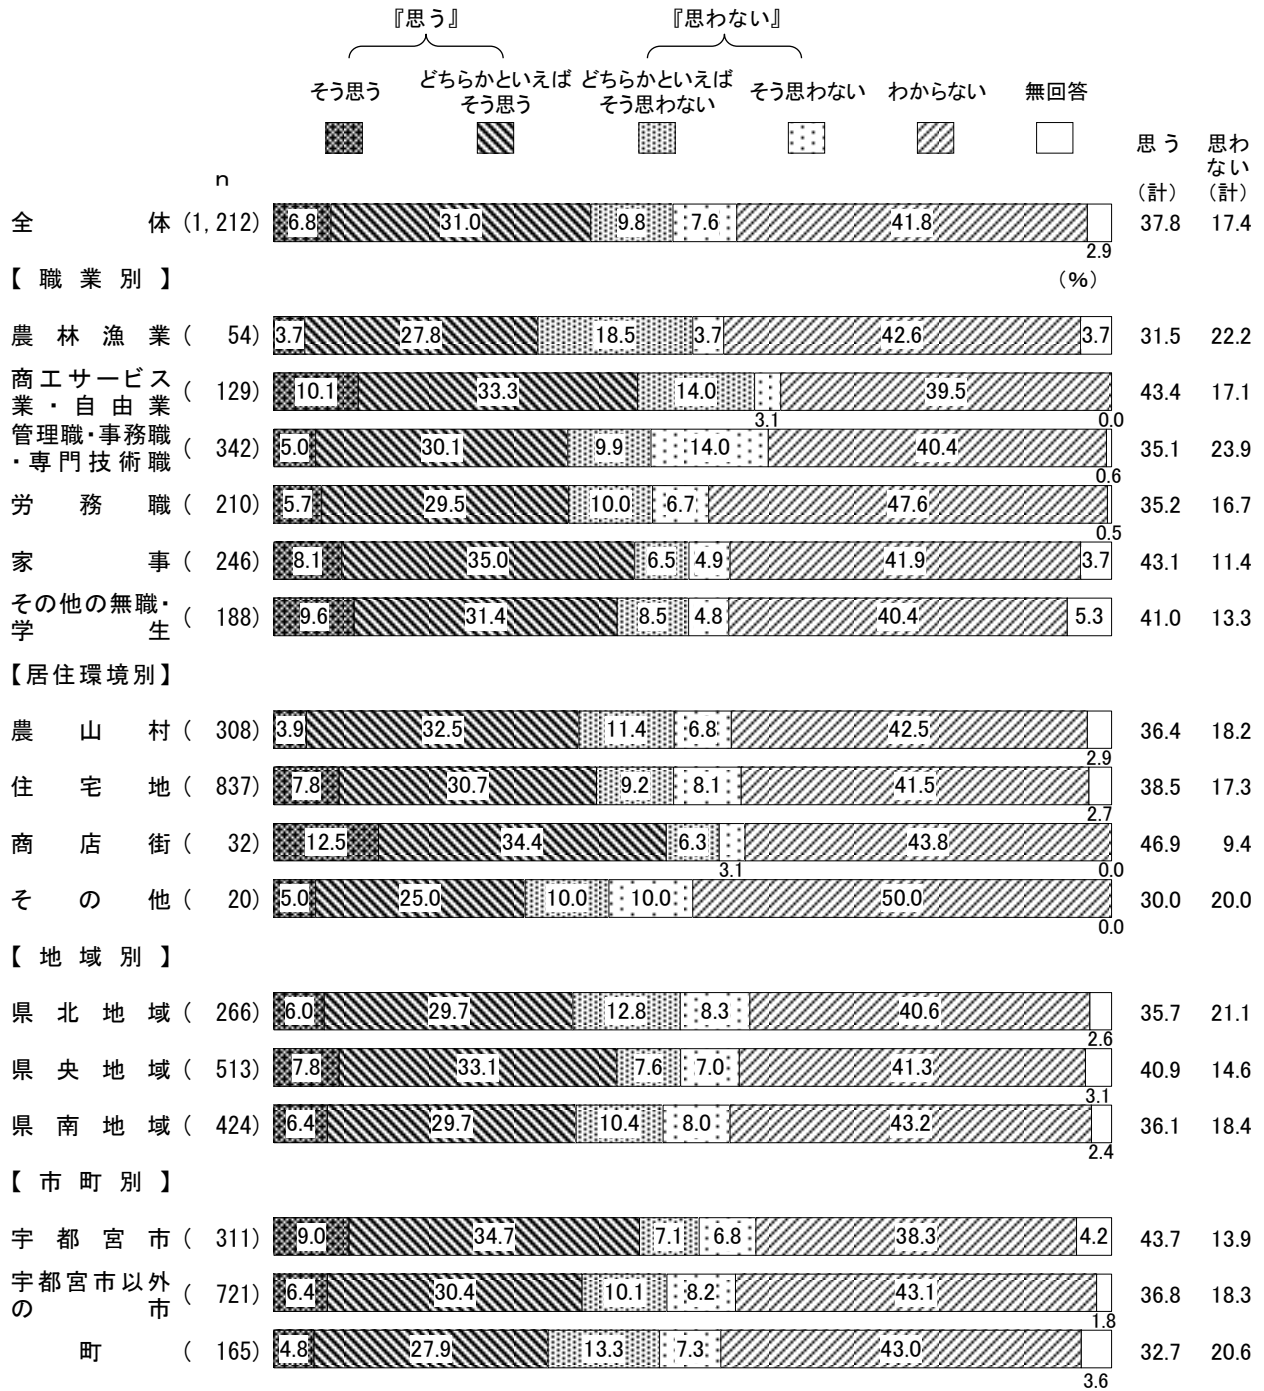 『思う』 『思わない』
そう思う どちらかといえば そう思う どちらかといえば そう思わない そう思わない わからない 無回答
思う (計) 思わ ない (計)
n
全体 (1,212) 6.8 31.0 9.8 7.6 41.8 2.9 37.8 17.4
【職業別】 (%)
農林漁業 ( 54) 3.7 27.8 18.5 3.7 42.6 3.7 31.5 22.2
商工サービス
業・自由業 ( 129) 10.1 33.3 14.0 3.1 39.5 0.0 43.4 17.1
管理職・事務職
・専門技術職 ( 342) 5.0 30.1 9.9 14.0 40.4 0.6 35.1 23.9
労務職 ( 210) 5.7 29.5 10.0 6.7 47.6 0.5 35.2 16.7
家事 ( 246) 8.1 35.0 6.5 4.9 41.9 3.7 43.1 11.4
その他の無職・
学生 ( 188) 9.6 31.4 8.5 4.8 40.4 5.3 41.0 13.3
【居住環境別】
農山村 ( 308) 3.9 32.5 11.4 6.8 42.5 2.9 36.4 18.2
住宅地 ( 837) 7.8 30.7 9.2 8.1 41.5 2.7 38.5 17.3
商店街 ( 32) 12.5 34.4 6.3 3.1 43.8 0.0 46.9 9.4
その他 ( 20) 5.0 25.0 10.0 10.0 50.0 0.0 30.0 20.0
【地域別】
県北地域 ( 266) 6.0 29.7 12.8 8.3 40.6 2.6 35.7 21.1
県央地域 ( 513) 7.8 33.1 7.6 7.0 41.3 3.1 40.9 14.6
県南地域 ( 424) 6.4 29.7 10.4 8.0 43.2 2.4 36.1 18.4
【市町別】
宇都宮市 ( 311) 9.0 34.7 7.1 6.8 38.3 4.2 43.7 13.9
宇都宮市以外
の市 ( 721) 6.4 30.4 10.1 8.2 43.1 1.8 36.8 18.3
町 ( 165) 4.8 27.9 13.3 7.3 43.0 3.6 32.7 20.6